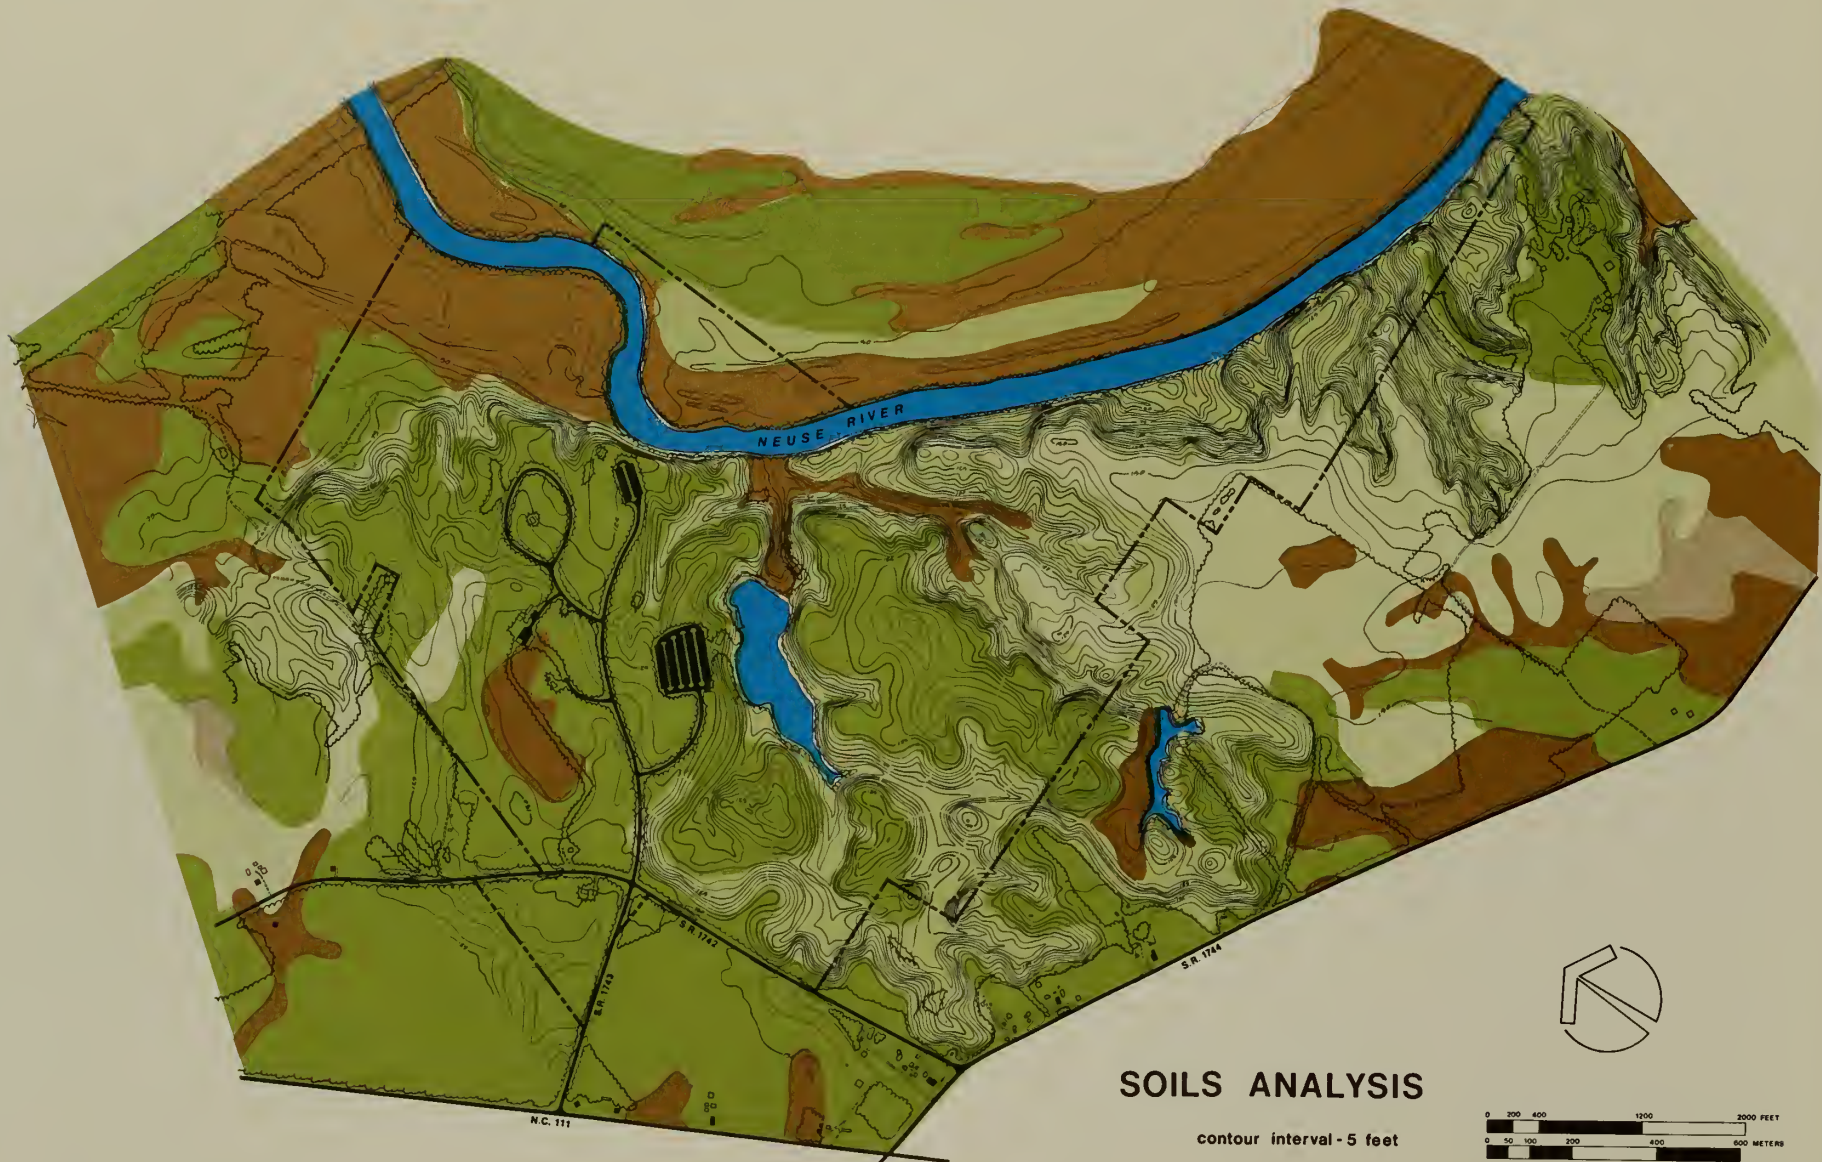 NEUSE RIVER
S.R. 1742
S.R. 1743
S.R. 1744
N.C. 111
SOILS ANALYSIS
contour interval - 5 feet
0 200 400 1200 2000 FEET
0 50 100 200 400 600 METERS